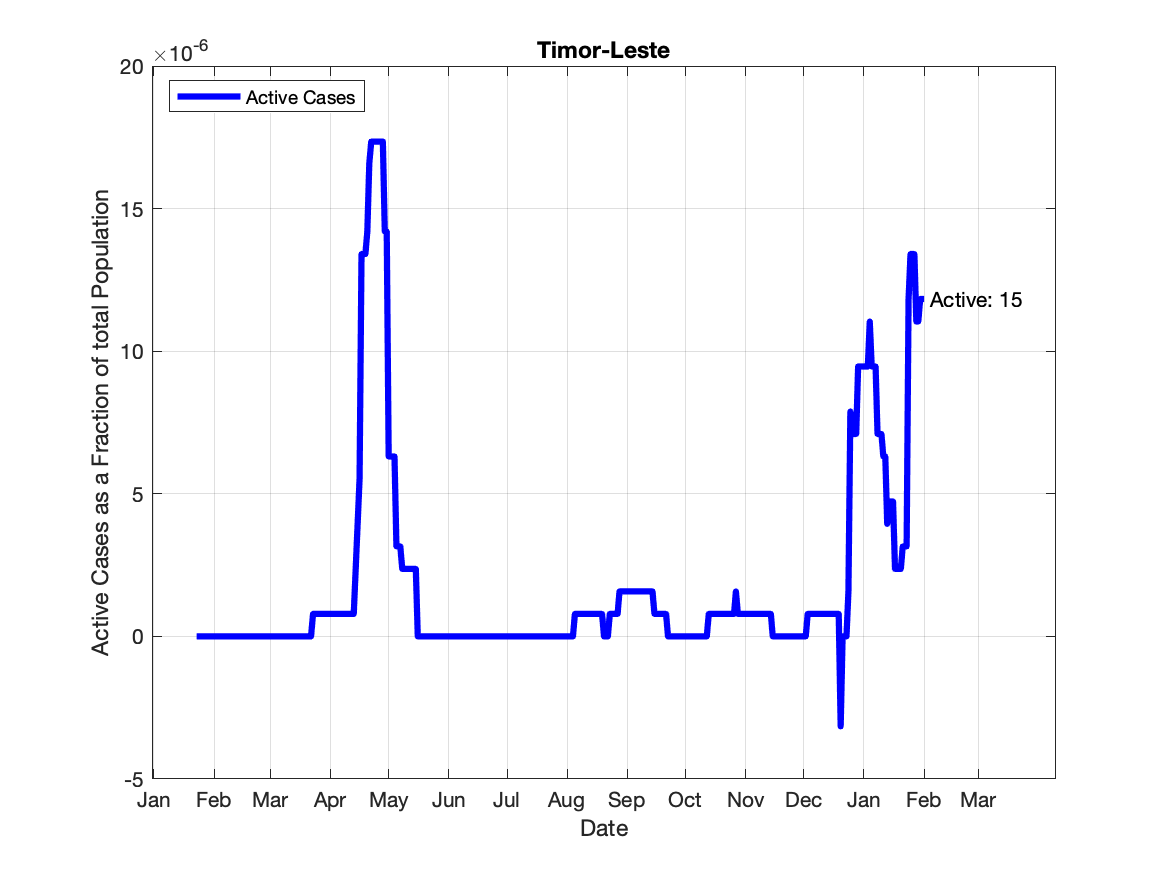 Timor-Leste
×10⁻⁶
20
15
10
5
0
-5
Active Cases
Active: 15
Active Cases as a Fraction of total Population
Jan Feb Mar Apr May Jun Jul Aug Sep Oct Nov Dec Jan Feb Mar
Date